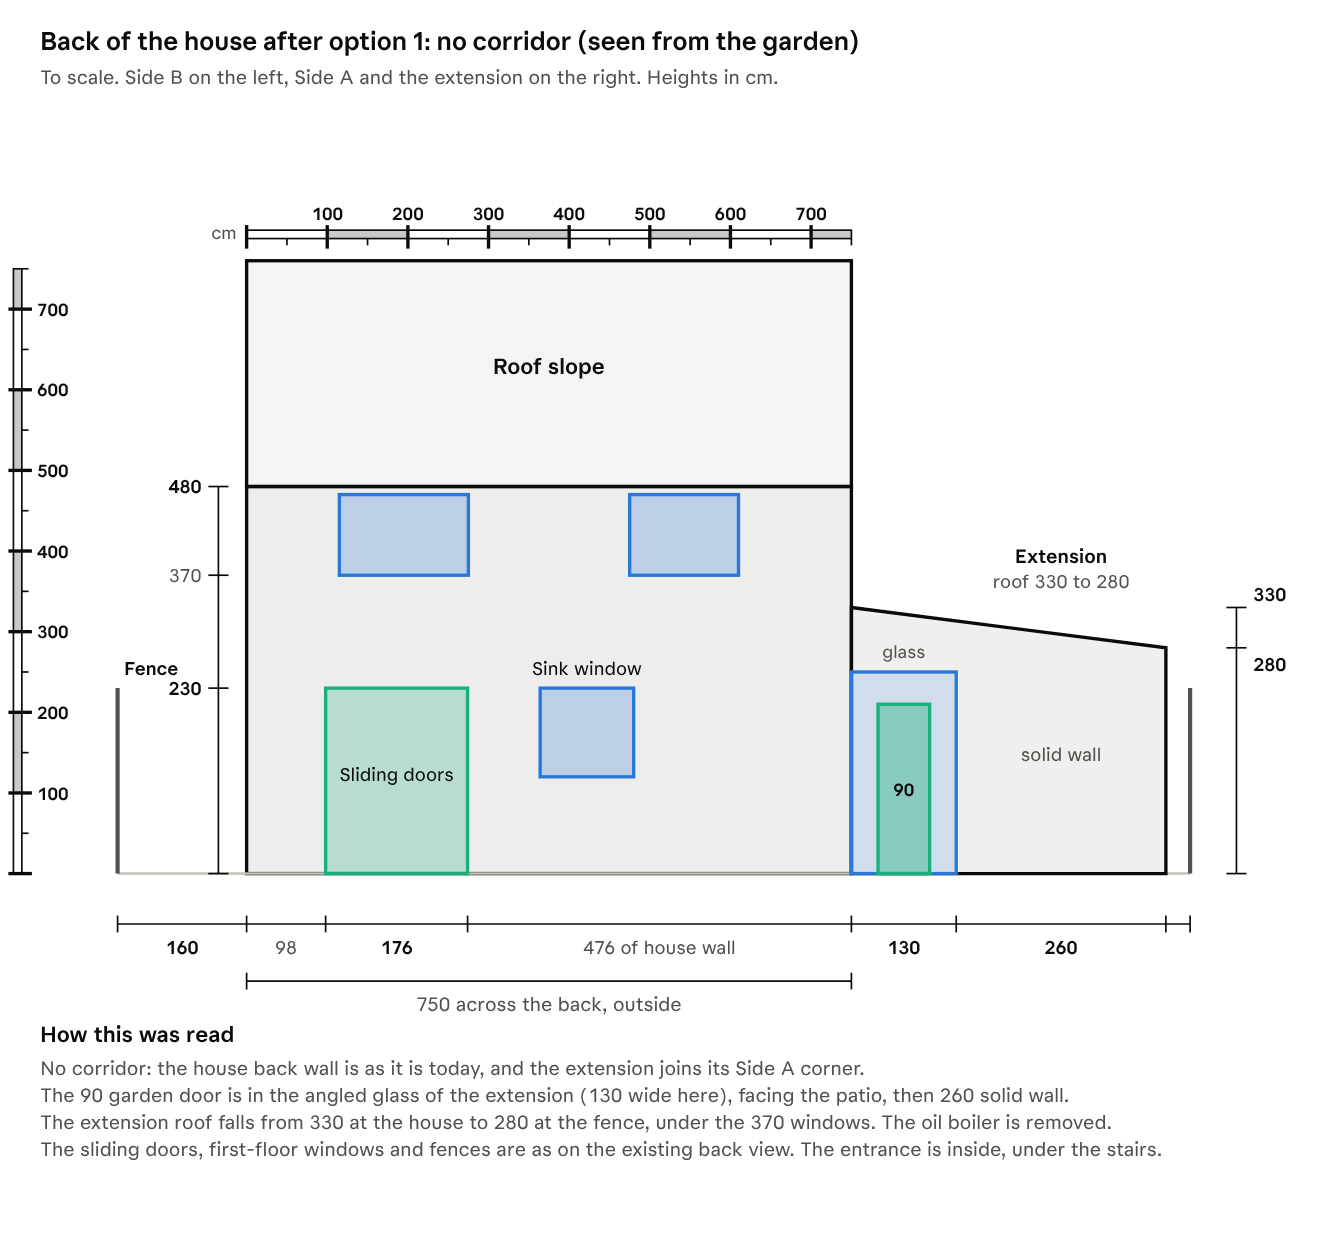 Back of the house after option 1: no corridor (seen from the garden)
To scale. Side B on the left, Side A and the extension on the right. Heights in cm.
100 200 300 400 500 600 700
cm
700
600
500
400
300
200
100
Roof slope
480
370
230
Fence
Sliding doors
Sink window
Extension
roof 330 to 280
330
280
glass
90
solid wall
160 98 176 476 of house wall 130 260
750 across the back, outside
How this was read
No corridor: the house back wall is as it is today, and the extension joins its Side A corner.
The 90 garden door is in the angled glass of the extension (130 wide here), facing the patio, then 260 solid wall.
The extension roof falls from 330 at the house to 280 at the fence, under the 370 windows. The oil boiler is removed.
The sliding doors, first-floor windows and fences are as on the existing back view. The entrance is inside, under the stairs.